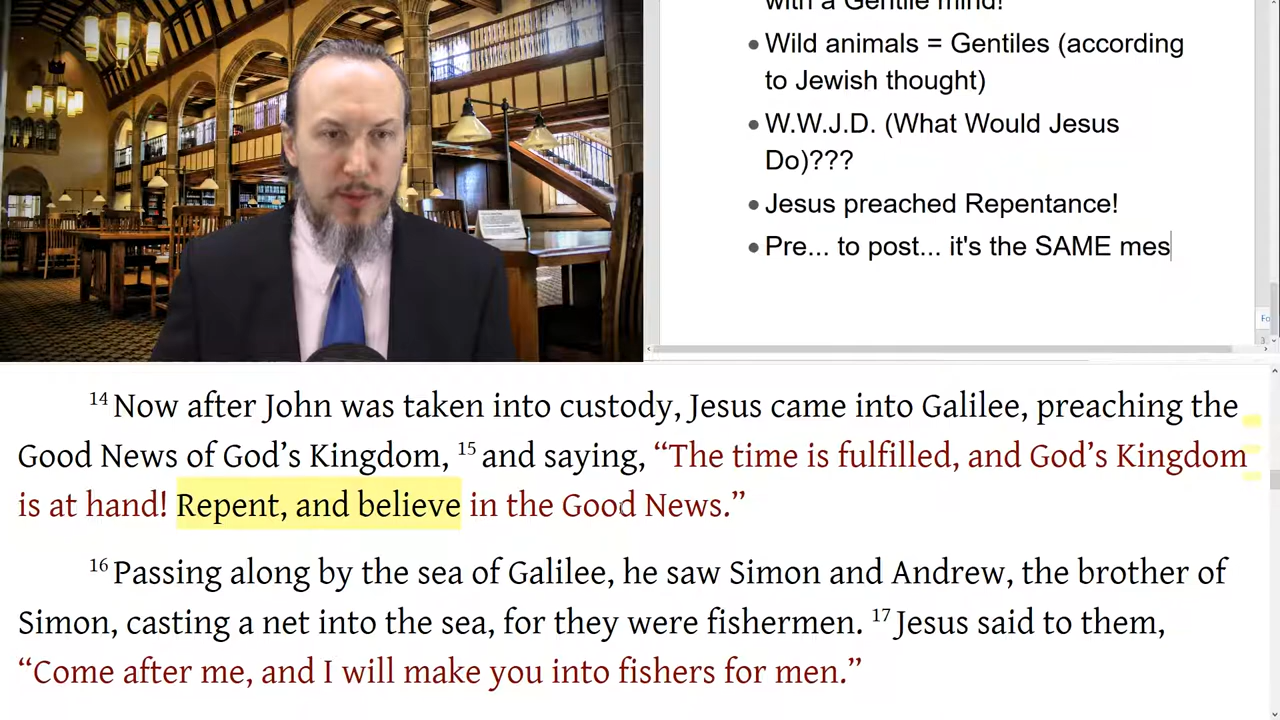 with a Gentile mind!
• Wild animals = Gentiles (according
to Jewish thought)
• W.W.J.D. (What Would Jesus
Do)???
• Jesus preached Repentance!
• Pre... to post... it's the SAME mes
14 Now after John was taken into custody, Jesus came into Galilee, preaching the
Good News of God’s Kingdom, 15 and saying, “The time is fulfilled, and God’s Kingdom
is at hand! Repent, and believe in the Good News.”
16 Passing along by the sea of Galilee, he saw Simon and Andrew, the brother of
Simon, casting a net into the sea, for they were fishermen. 17 Jesus said to them,
“Come after me, and I will make you into fishers for men.”